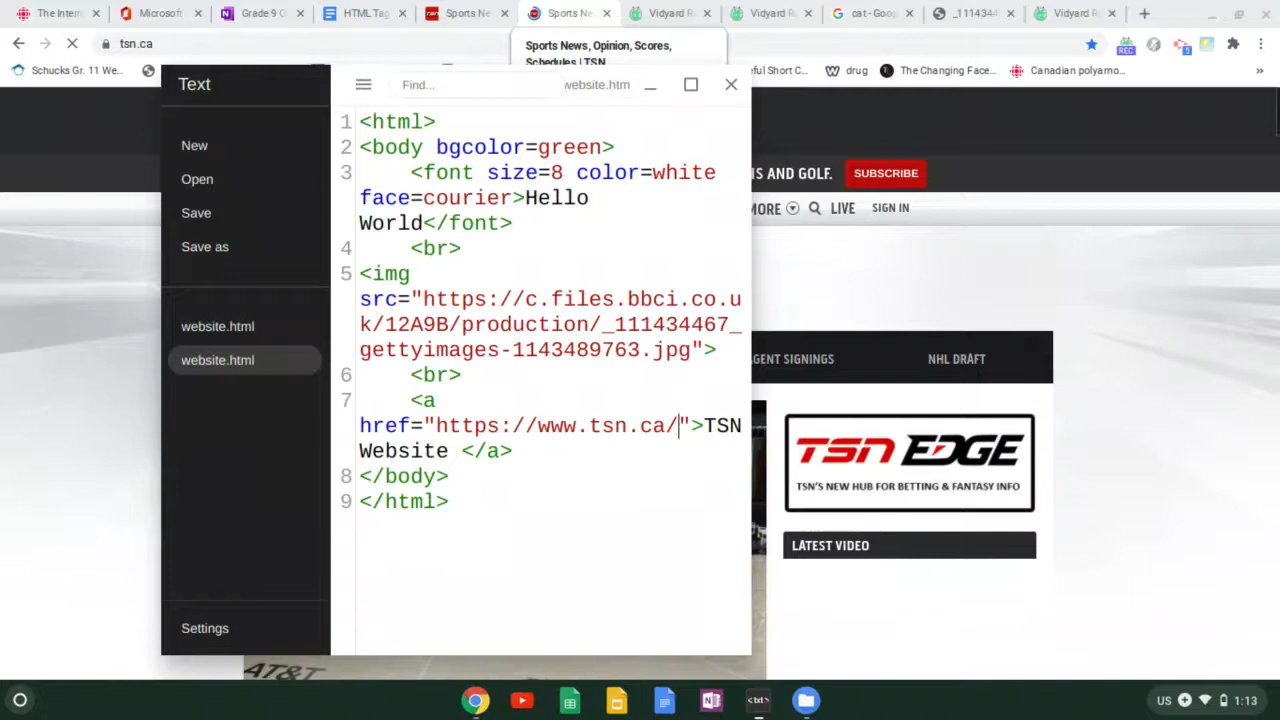 The Intern
Microsoft
Grade 9 O
HTML Tag
Sports Ne
Sports Ne
Vidyard R
Vidyard R
cat - Goog
_111434
Vidyard R
tsn.ca
Sports News, Opinion, Scores,
Schedules | TSN
REC
5
Schucks Gr. 11 We...
eful Short C...
drug
The Changing Face...
Canadian polyamo...
»
Text
Find...
website.htm
New
Open
Save
Save as
website.html
website.html
Settings
1 <html>
2 <body bgcolor=green>
3 <font size=8 color=white
face=courier>Hello
World</font>
4 <br>
5 <img
src="https://c.files.bbci.co.u
k/12A9B/production/_111434467_
gettyimages-1143489763.jpg">
6 <br>
7 <a
href="https://www.tsn.ca/">TSN
Website </a>
8 </body>
9 </html>
IS AND GOLF. SUBSCRIBE
MORE LIVE SIGN IN
AGENT SIGNINGS NHL DRAFT
TSN EDGE
TSN'S NEW HUB FOR BETTING & FANTASY INFO
LATEST VIDEO
AT&T
<txt>
US 1:13